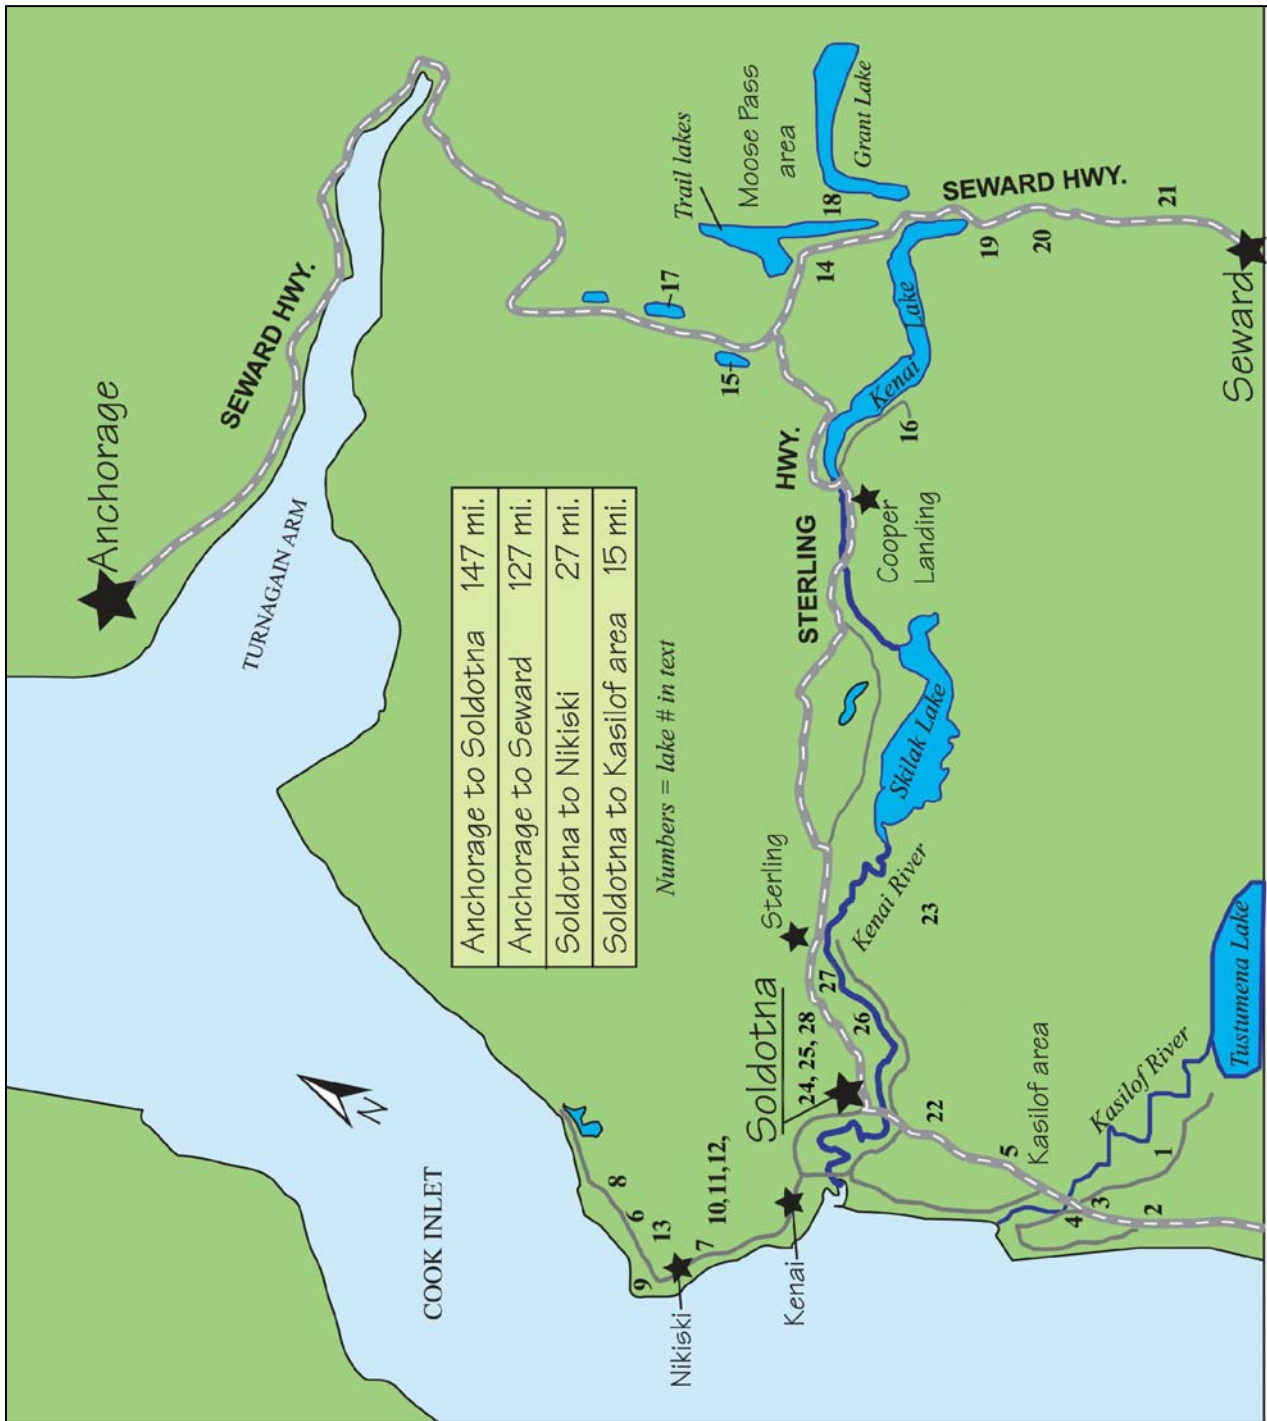 Anchorage
SEWARD HWY.
TURNAGAIN ARM
COOK INLET
N
Anchorage to Soldotna 147 mi.
Anchorage to Seward 127 mi.
Soldotna to Nikiski 27 mi.
Soldotna to Kasilof area 15 mi.
Numbers = lake # in text
Trail lakes
Moose Pass
area
Grant Lake
18
17
15
14
SEWARD HWY.
19
20
21
Seward
Kenai
Lake
16
STERLING
HWY.
Cooper
Landing
Skilak Lake
Sterling
Kenai River
23
27
26
Soldotna
24, 25, 28
22
5
Kasilof area
Kasilof River
Tustumena Lake
1
2
3
4
8
6
13
9
7
10, 11, 12,
Nikiski
Kenai